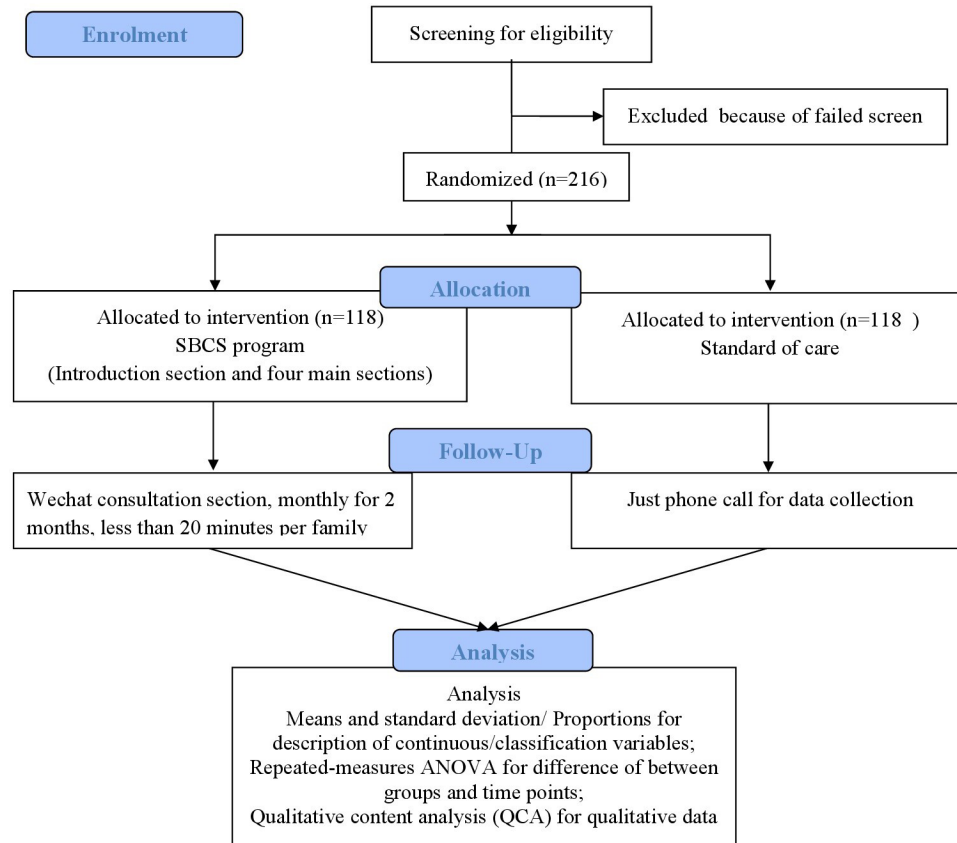 Enrolment
Screening for eligibility
Excluded  because of failed screen
Randomized (n=216)
Allocation
Allocated to intervention (n=118)
SBCS program
(Introduction section and four main sections)
Allocated to intervention (n=118  )
Standard of care
Follow-Up
Wechat consultation section, monthly for 2
months, less than 20 minutes per family
Just phone call for data collection
Analysis
Analysis
Means and standard deviation/ Proportions for
description of continuous/classification variables;
Repeated-measures ANOVA for difference of between
groups and time points;
Qualitative content analysis (QCA) for qualitative data